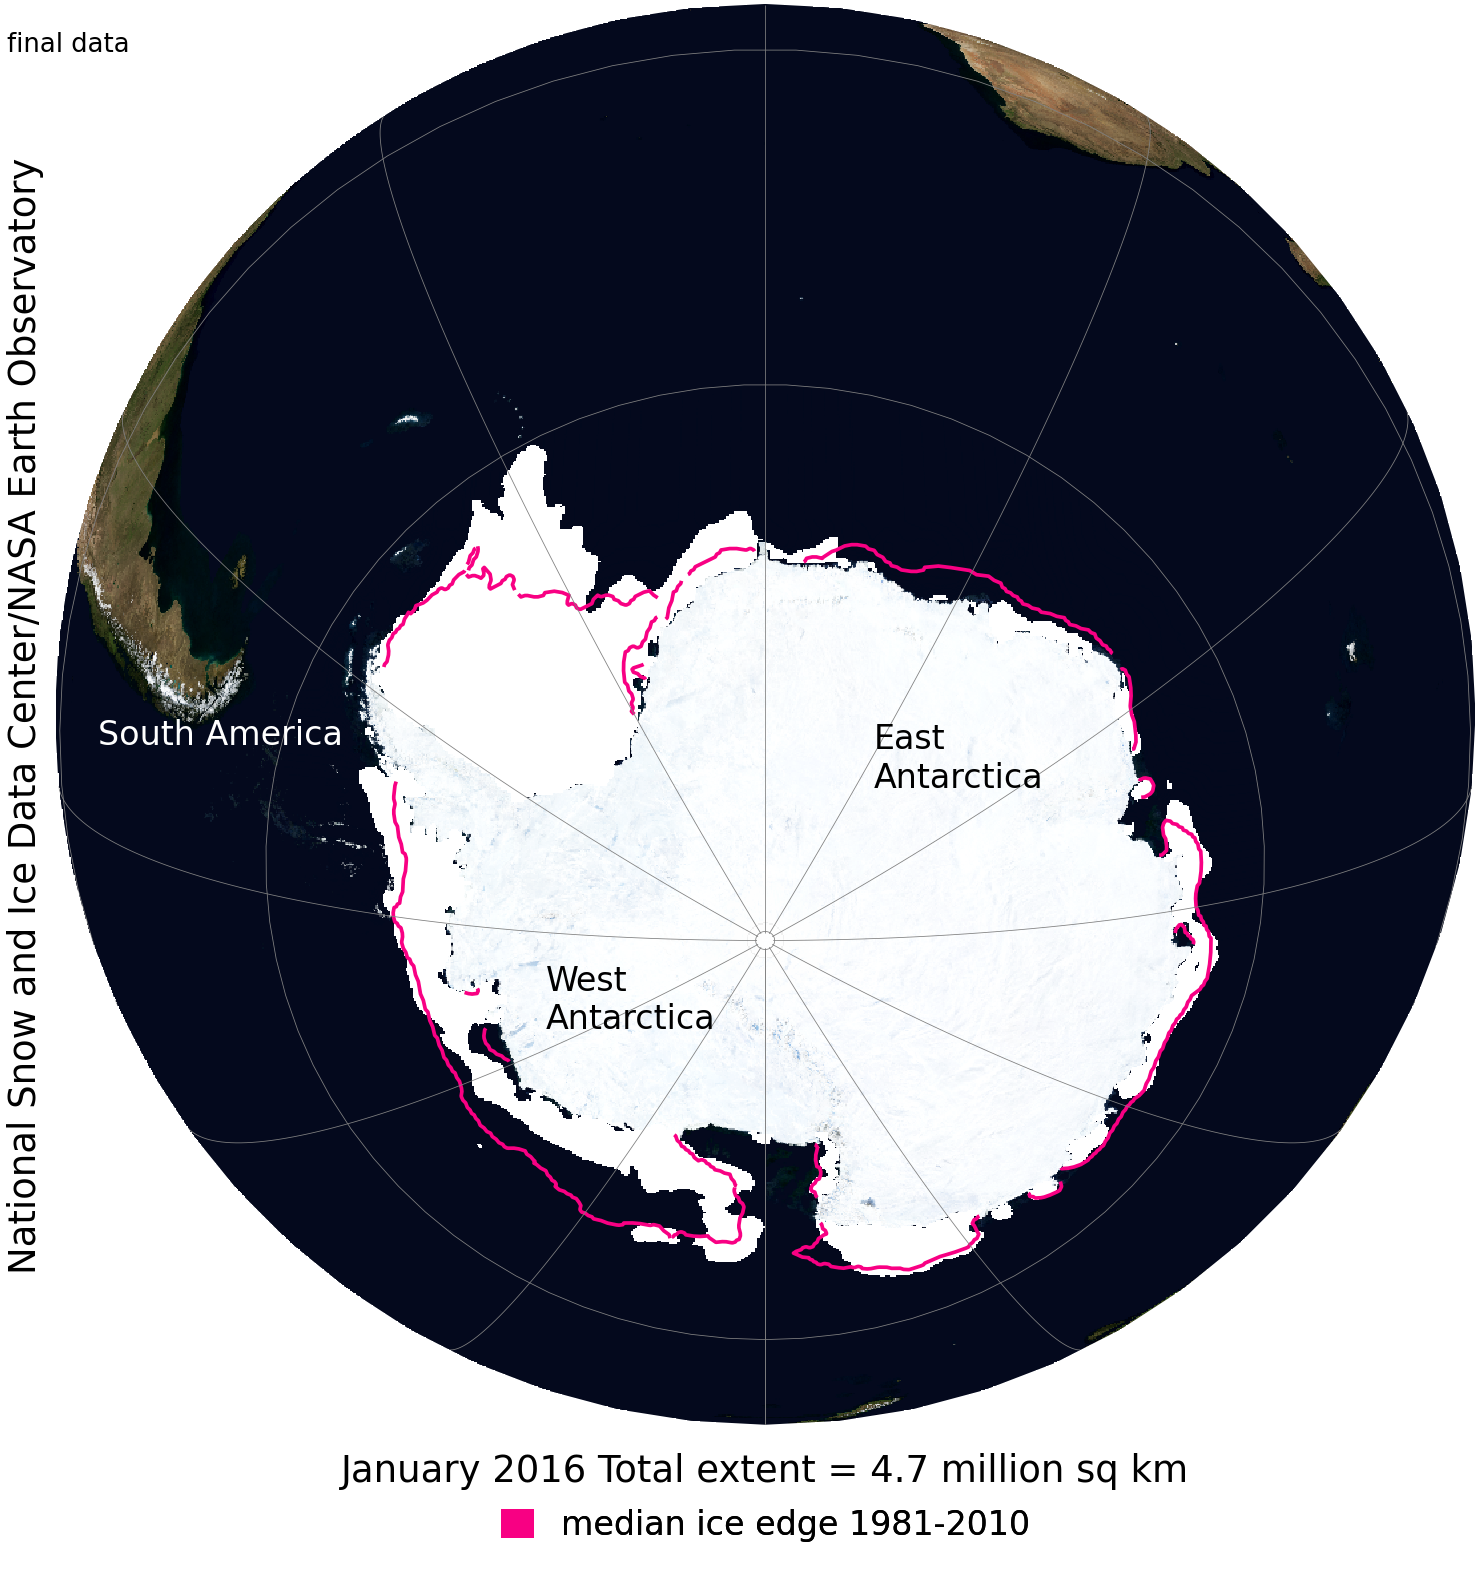 final data
National Snow and Ice Data Center/NASA Earth Observatory
South America
East
Antarctica
West
Antarctica
January 2016 Total extent = 4.7 million sq km
median ice edge 1981-2010